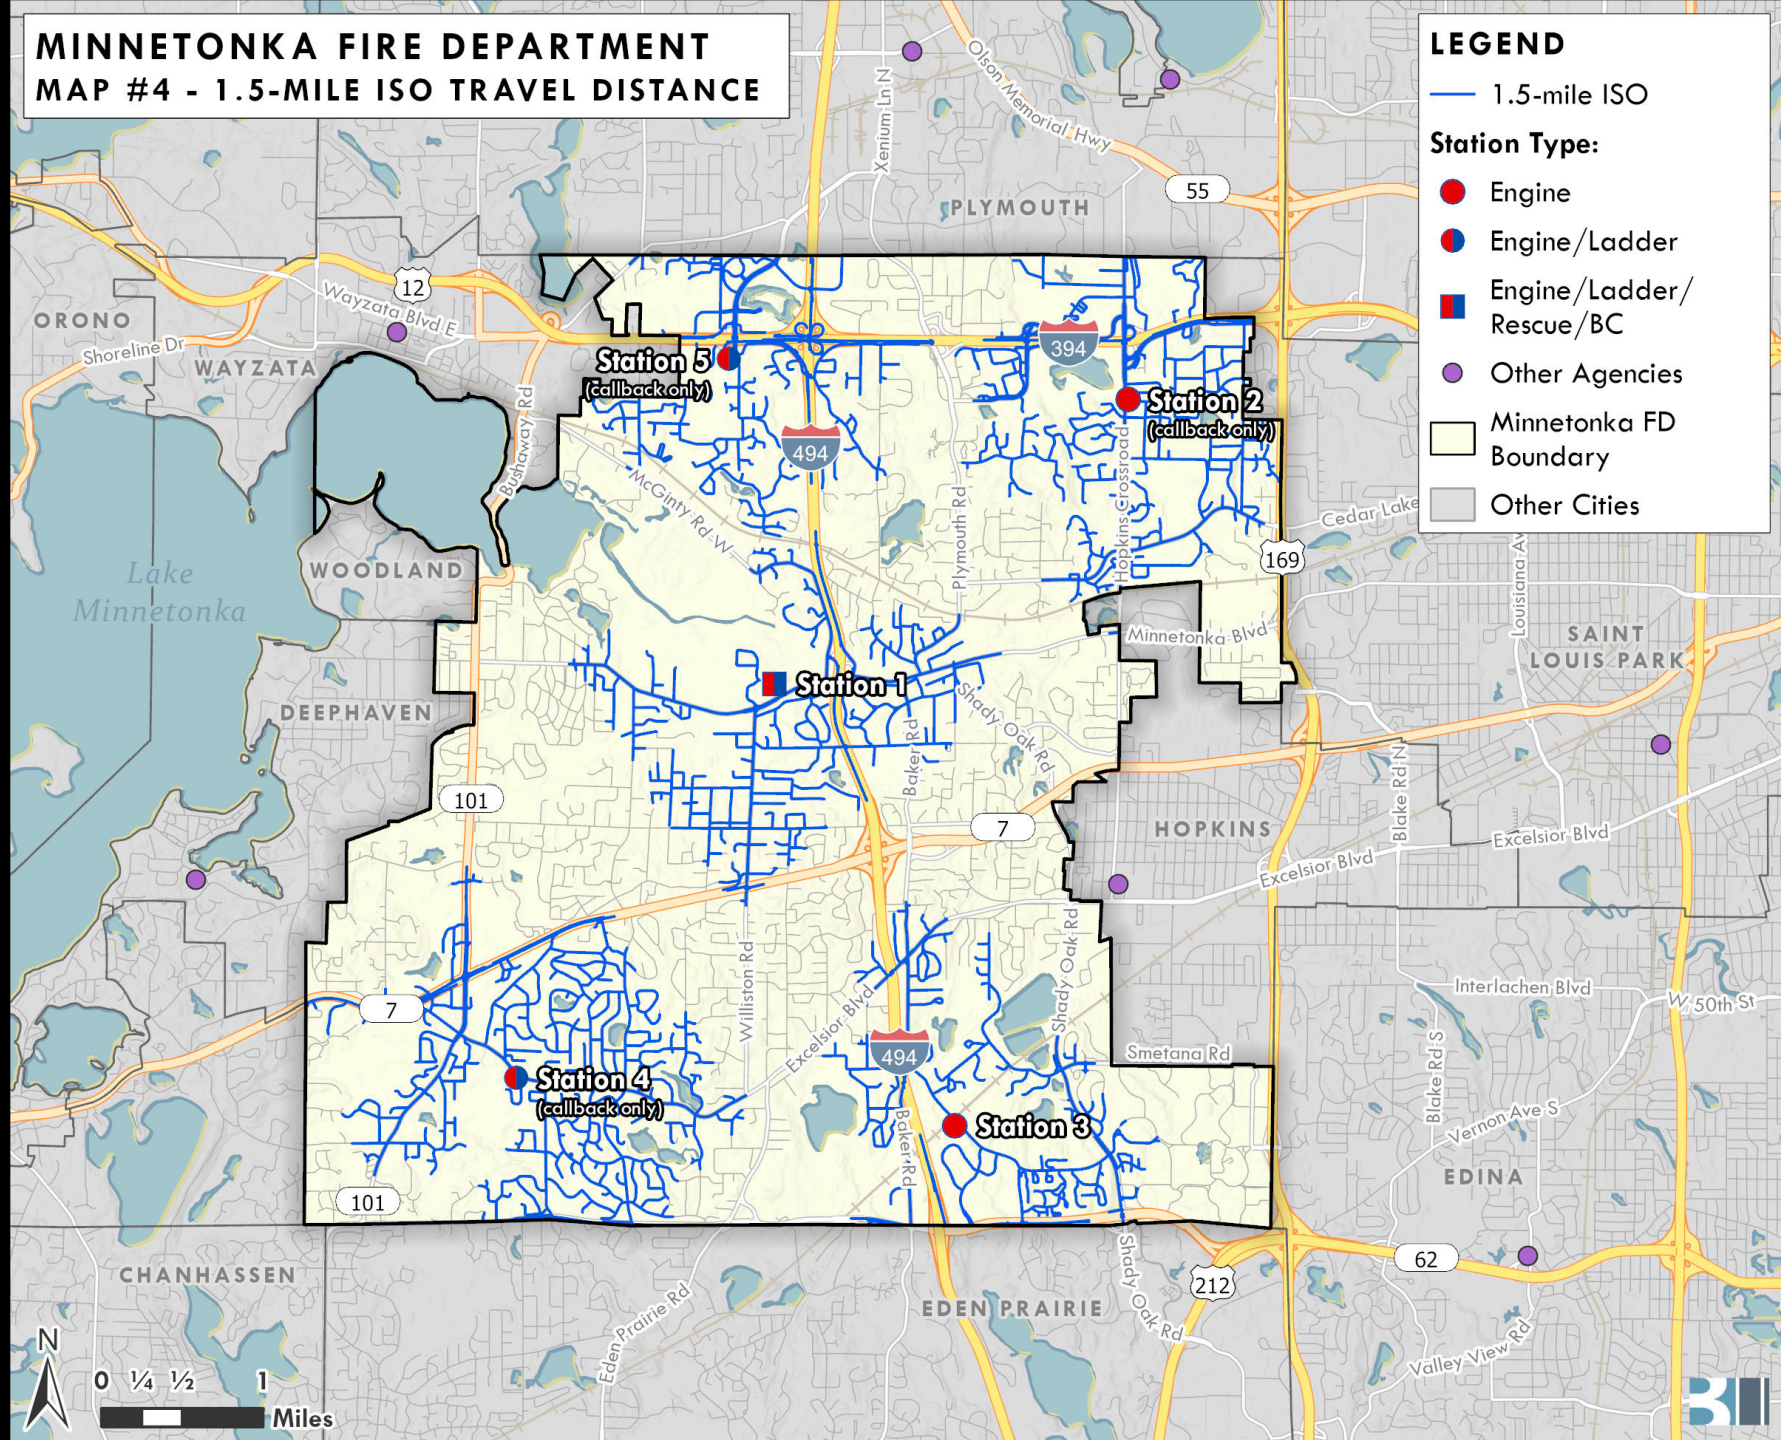 MINNETONKA FIRE DEPARTMENT
MAP #4 - 1.5-MILE ISO TRAVEL DISTANCE
LEGEND
1.5-mile ISO
Station Type:
Engine
Engine/Ladder
Engine/Ladder/
Rescue/BC
Other Agencies
Minnetonka FD
Boundary
Other Cities
Xenium Ln N
Olson Memorial Hwy
55
PLYMOUTH
12
Wayzata Blvd E
ORONO
Shoreline Dr
WAYZATA
Bushaway Rd
Station 5
(callback only)
394
Station 2
(callback only)
494
McGinty Rd W
Plymouth Rd
Hopkins Crossroad
Cedar Lake
169
Louisiana Av
Lake
Minnetonka
WOODLAND
Minnetonka Blvd
SAINT
LOUIS PARK
Station 1
DEEPHAVEN
Shady Oak Rd
Baker Rd
Blake Rd N
101
7
HOPKINS
Excelsior Blvd
Excelsior Blvd
Williston Rd
Shady Oak Rd
Interlachen Blvd
W 50th St
7
Excelsior Blvd
494
Smetana Rd
Blake Rd S
Station 4
(callback only)
Station 3
Baker Rd
Vernon Ave S
EDINA
101
CHANHASSEN
Eden Prairie Rd
EDEN PRAIRIE
Shady Oak Rd
212
62
Valley View Rd
N
0 ¼ ½ 1
Miles